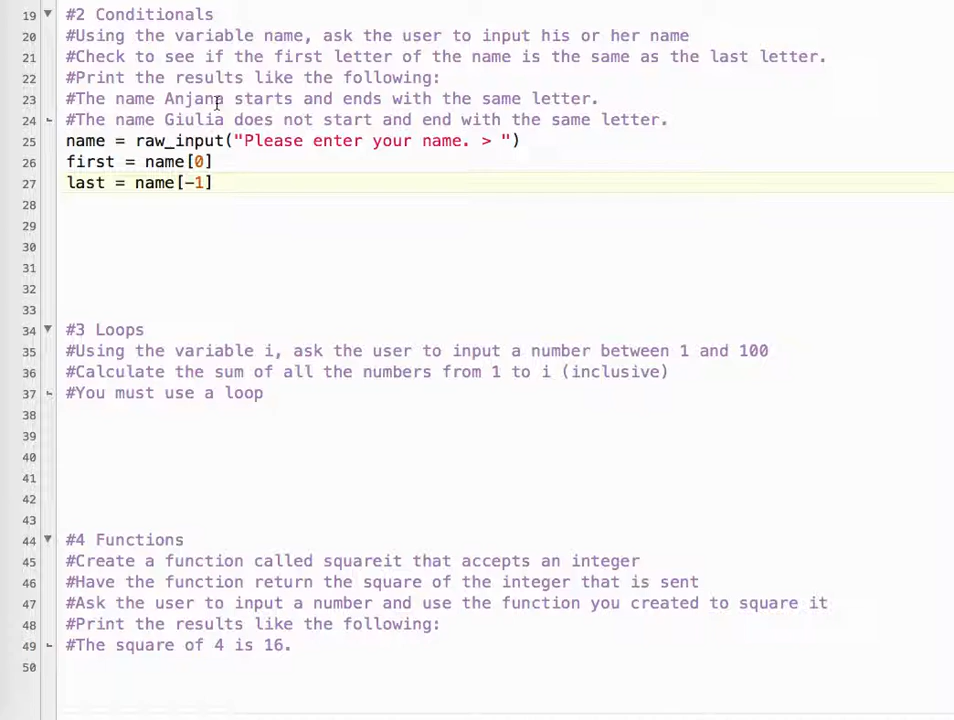 19 #2 Conditionals
20 #Using the variable name, ask the user to input his or her name
21 #Check to see if the first letter of the name is the same as the last letter.
22 #Print the results like the following:
23 #The name Anjana starts and ends with the same letter.
24 #The name Giulia does not start and end with the same letter.
25 name = raw_input("Please enter your name. > ")
26 first = name[0]
27 last = name[-1]
28
29
30
31
32
33
34 #3 Loops
35 #Using the variable i, ask the user to input a number between 1 and 100
36 #Calculate the sum of all the numbers from 1 to i (inclusive)
37 #You must use a loop
38
39
40
41
42
43
44 #4 Functions
45 #Create a function called squareit that accepts an integer
46 #Have the function return the square of the integer that is sent
47 #Ask the user to input a number and use the function you created to square it
48 #Print the results like the following:
49 #The square of 4 is 16.
50